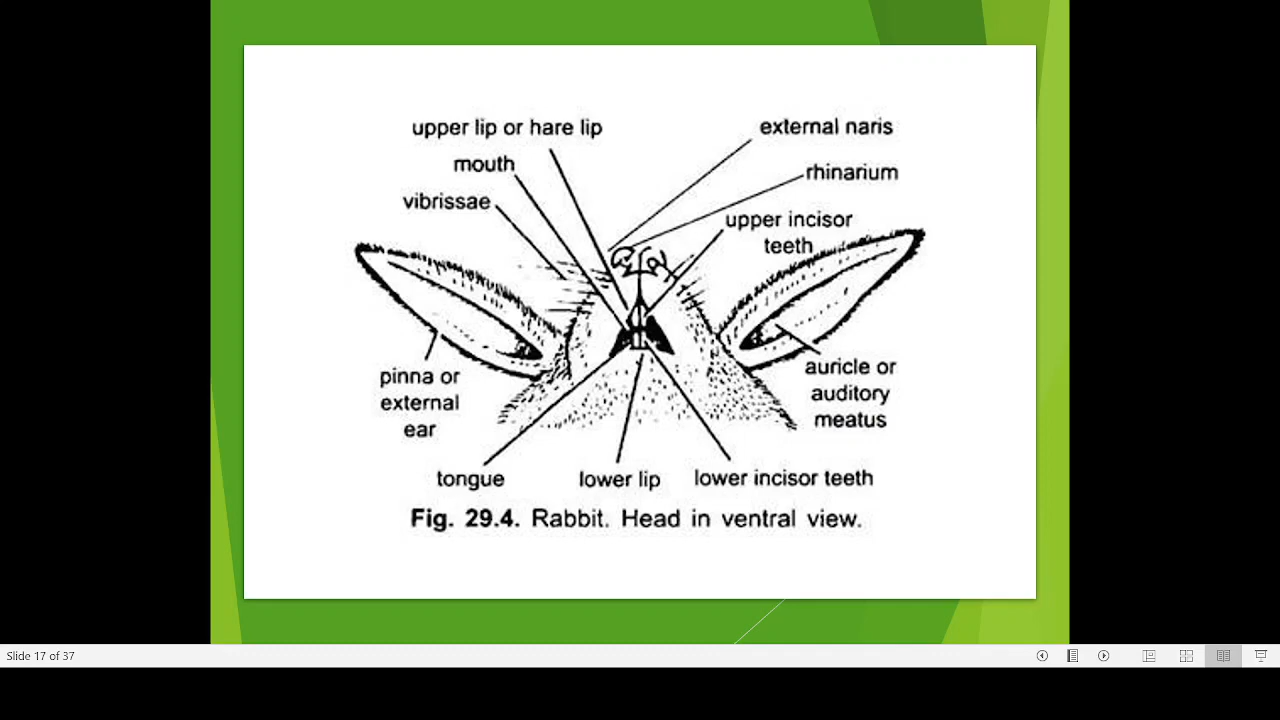 upper lip or hare lip
external naris
mouth
rhinarium
vibrissae
upper incisor
teeth
pinna or
external
ear
auricle or
auditory
meatus
tongue
lower lip
lower incisor teeth
Fig. 29.4. Rabbit. Head in ventral view.
Slide 17 of 37